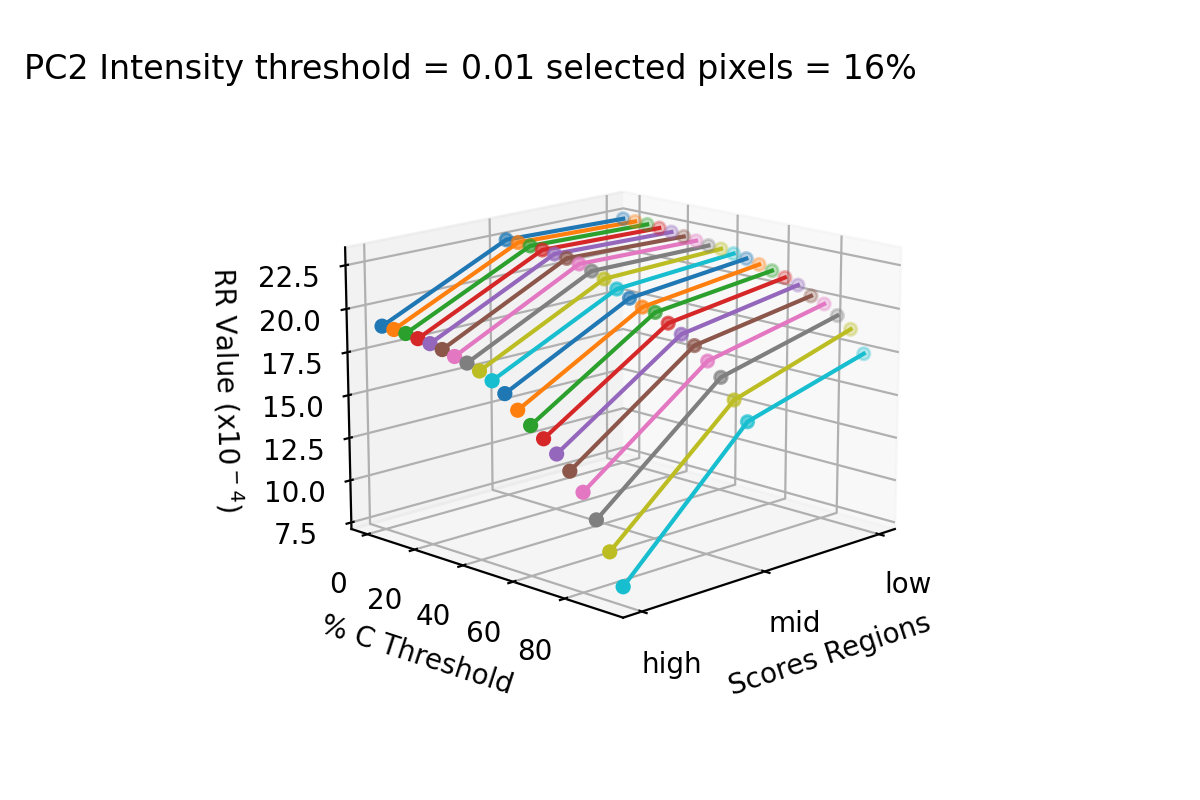 PC2 Intensity threshold = 0.01 selected pixels = 16%
RR Value (x10⁻⁴)
22.5
20.0
17.5
15.0
12.5
10.0
7.5
0
20
40
60
80
% C Threshold
high
mid
low
Scores Regions